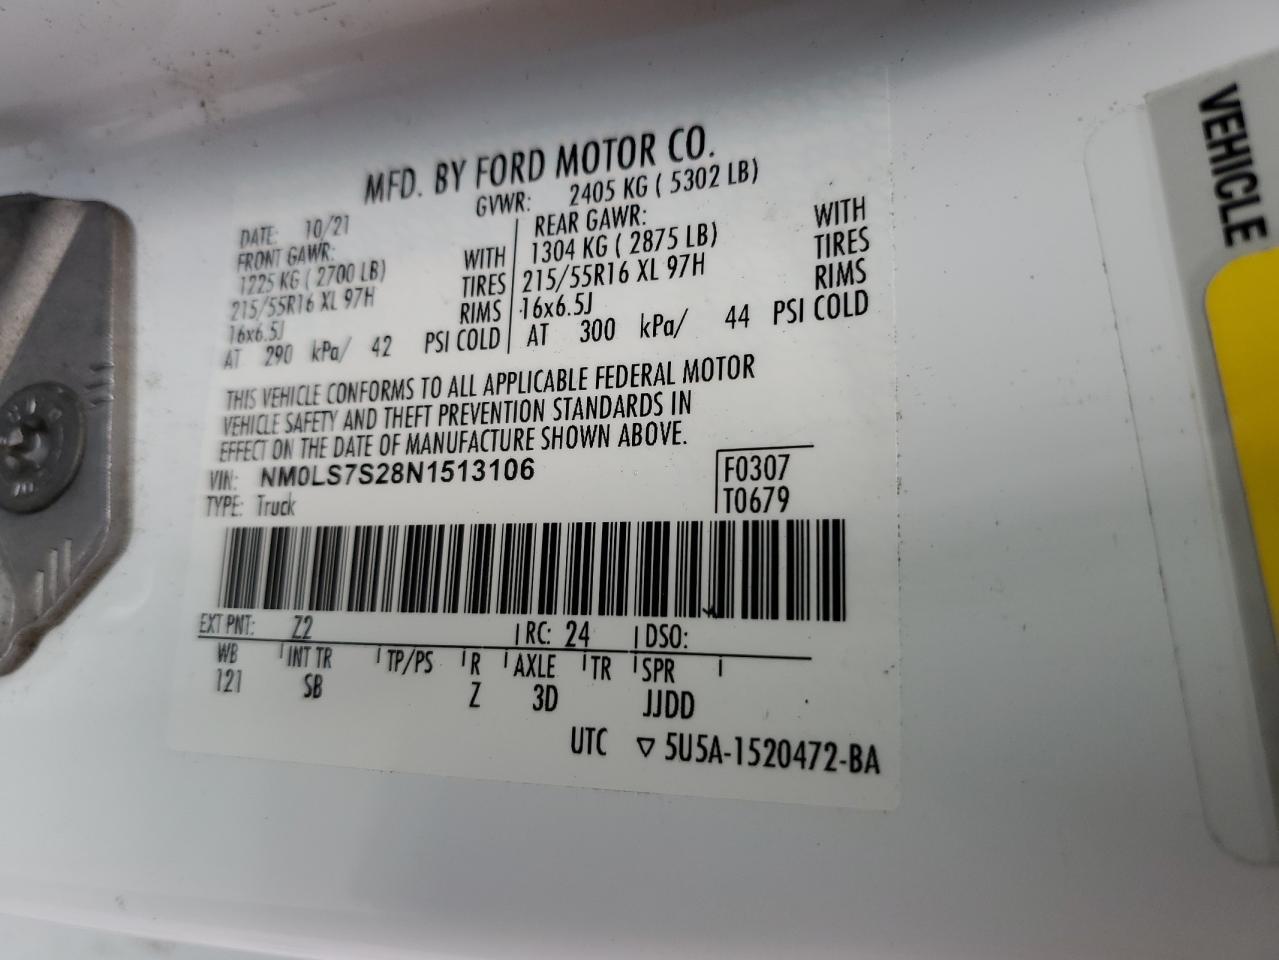 MFD. BY FORD MOTOR CO.
DATE: 10/21 GVWR: 2405 KG ( 5302 LB)
FRONT GAWR: REAR GAWR:
1225 KG ( 2700 LB) WITH 1304 KG ( 2875 LB) WITH
215/55R16 XL 97H TIRES 215/55R16 XL 97H TIRES
16x6.5J RIMS 16x6.5J RIMS
AT 290 kPa/ 42 PSI COLD AT 300 kPa/ 44 PSI COLD
THIS VEHICLE CONFORMS TO ALL APPLICABLE FEDERAL MOTOR
VEHICLE SAFETY AND THEFT PREVENTION STANDARDS IN
EFFECT ON THE DATE OF MANUFACTURE SHOWN ABOVE.
VIN: NM0LS7S28N1513106 F0307
TYPE: Truck T0679
EXT PNT: Z2 RC: 24 DSO:
WB INT TR TP/PS R AXLE TR SPR
121 SB Z 3D JJDD
UTC ▽ 5U5A-1520472-BA
VEHICLE